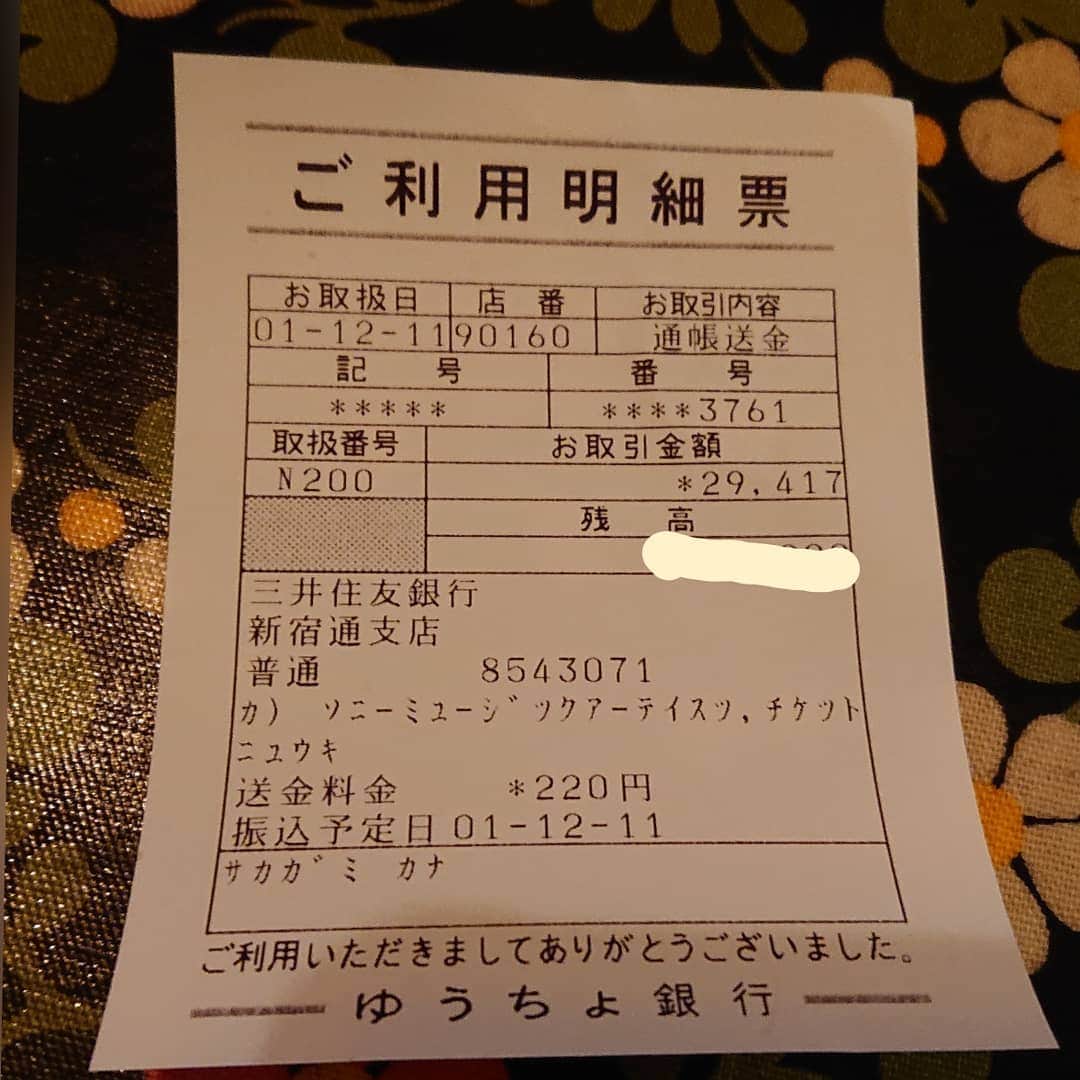 ご利用明細票
お取扱日 店番 お取引内容
01-12-11 90160 通帳送金
記号 番号
***** ****3761
取扱番号 お取引金額
N200 *29,417
残高
三井住友銀行
新宿通支店
普通 8543071
カ) ソニーミュージツクアーテイスツ,チケツト
ニュウキ
送金料金 *220円
振込予定日 01-12-11
サカガミ カナ
ご利用いただきましてありがとうございました。
ゆうちょ銀行